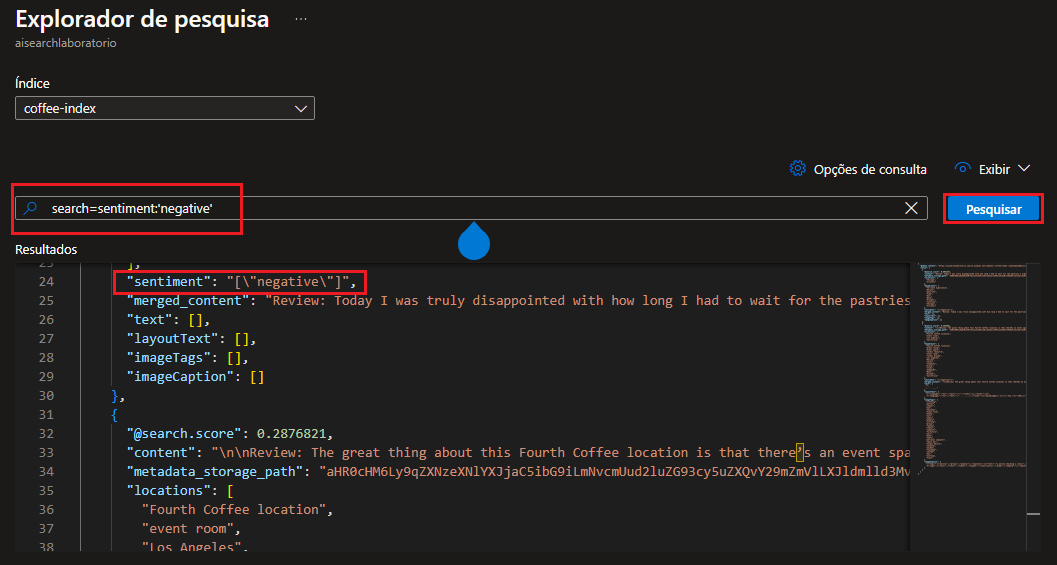 Explorador de pesquisa ...
aisearchlaboratorio
Índice
coffee-index
Opções de consulta Exibir
search=sentiment:'negative' Pesquisar
Resultados
23 ],
24 "sentiment": "[\"negative\"]",
25 "merged_content": "Review: Today I was truly disappointed with how long I had to wait for the pastries
26 "text": [],
27 "layoutText": [],
28 "imageTags": [],
29 "imageCaption": []
30 },
31 {
32 "@search.score": 0.2876821,
33 "content": "\n\nReview: The great thing about this Fourth Coffee location is that there’s an event spa
34 "metadata_storage_path":
35 "locations": [
36 "Fourth Coffee location",
37 "event room",
38 "Los Angeles",